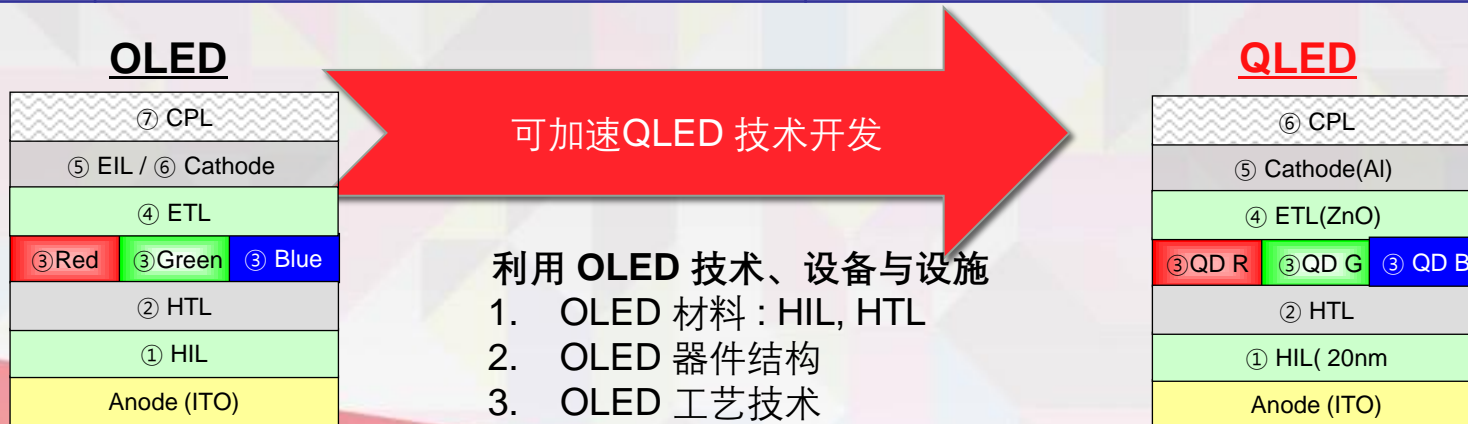 OLED
⑦ CPL
⑤ EIL / ⑥ Cathode
④ ETL
③Red ③Green ③ Blue
② HTL
① HIL
Anode (ITO)
可加速QLED 技术开发
利用 OLED 技术、设备与设施
1. OLED 材料 : HIL, HTL
2. OLED 器件结构
3. OLED 工艺技术
QLED
⑥ CPL
⑤ Cathode(Al)
④ ETL(ZnO)
③QD R ③QD G ③ QD B
② HTL
① HIL( 20nm
Anode (ITO)